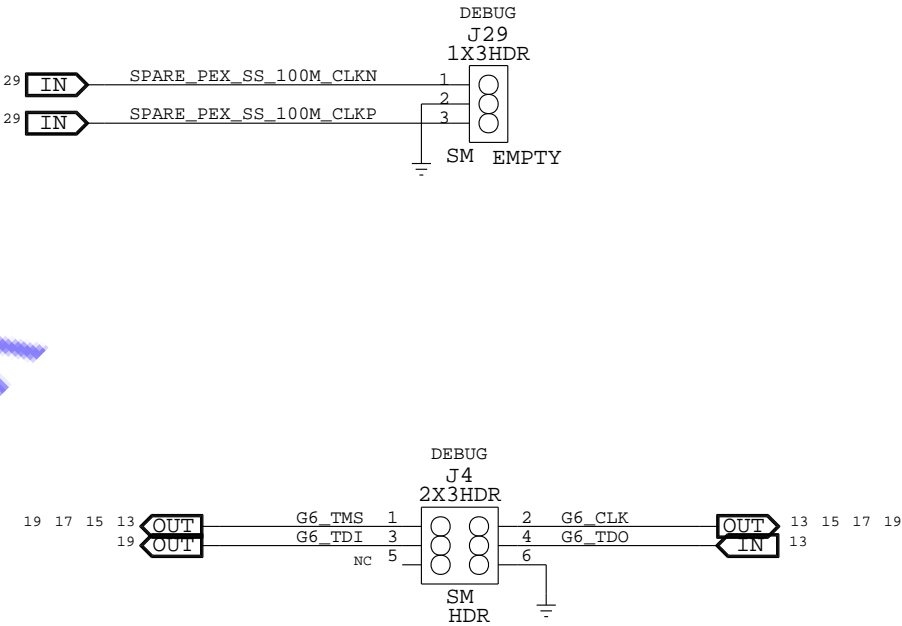 DEBUG
J29
1X3HDR
29 IN SPARE_PEX_SS_100M_CLKN 1
2
29 IN SPARE_PEX_SS_100M_CLKP 3
SM EMPTY
DEBUG
J4
2X3HDR
19 17 15 13 OUT G6_TMS 1 2 G6_CLK OUT 13 15 17 19
19 OUT G6_TDI 3 4 G6_TDO IN 13
NC 5 6
SM
HDR